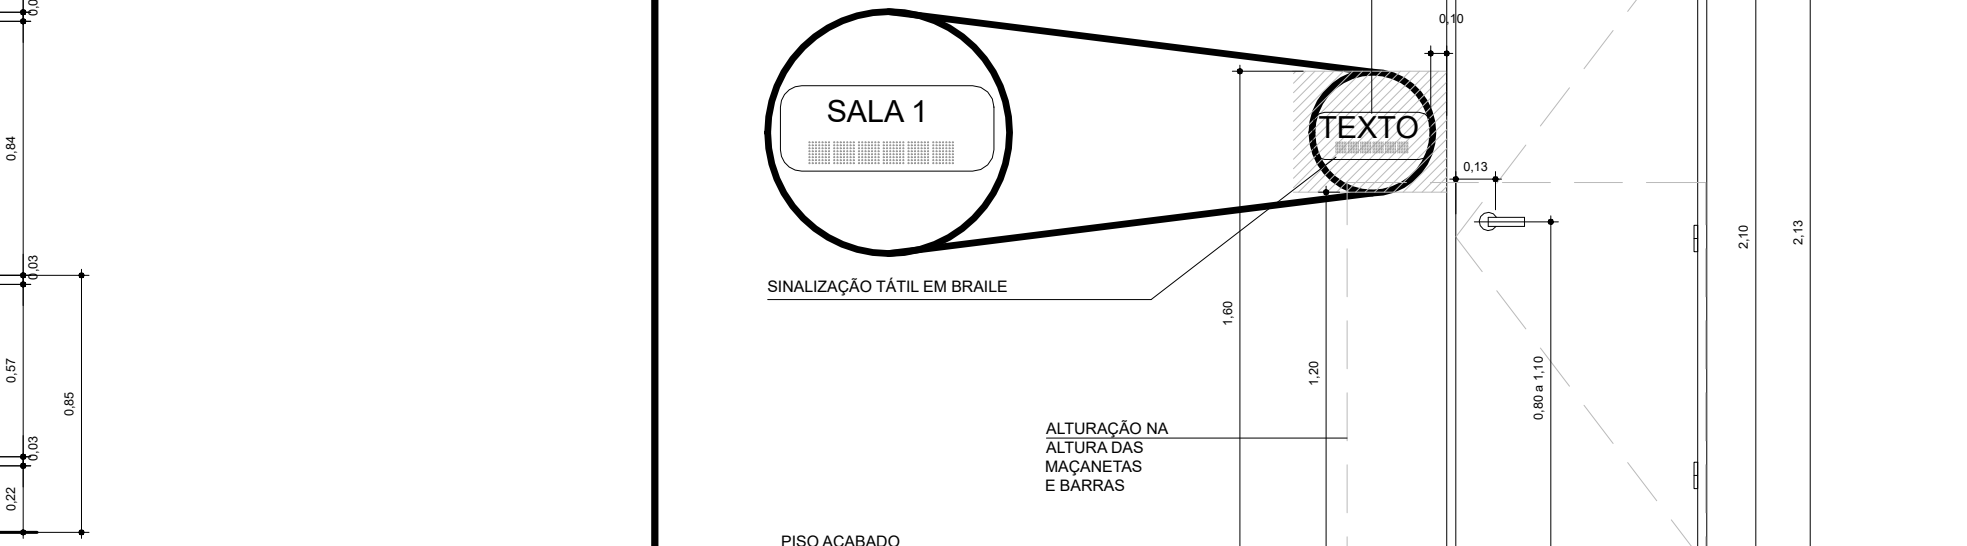 0,84
0,03
0,57
0,85
0,03
0,22
SALA 1
TEXTO
0,10
0,13
SINALIZAÇÃO TÁTIL EM BRAILE
1,60
1,20
0,80 a 1,10
2,10
2,13
ALTURAÇÃO NA
ALTURA DAS
MAÇANETAS
E BARRAS
PISO ACABADO